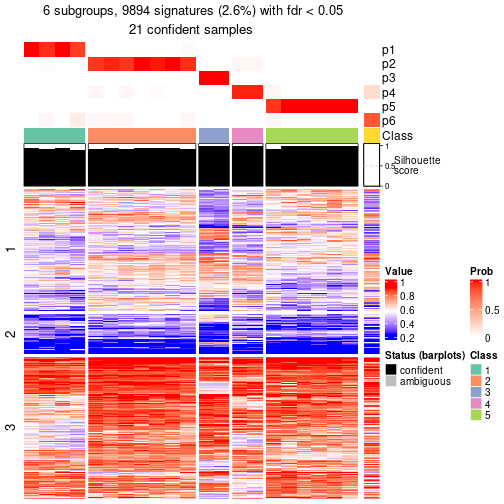 6 subgroups, 9894 signatures (2.6%) with fdr < 0.05
21 confident samples
p1
p2
p3
p4
p5
p6
Class
1
0.5
0
Silhouette
score
1
2
3
Value
1
0.8
0.6
0.4
0.2
Prob
1
0.5
0
Status (barplots)
confident
ambiguous
Class
1
2
3
4
5